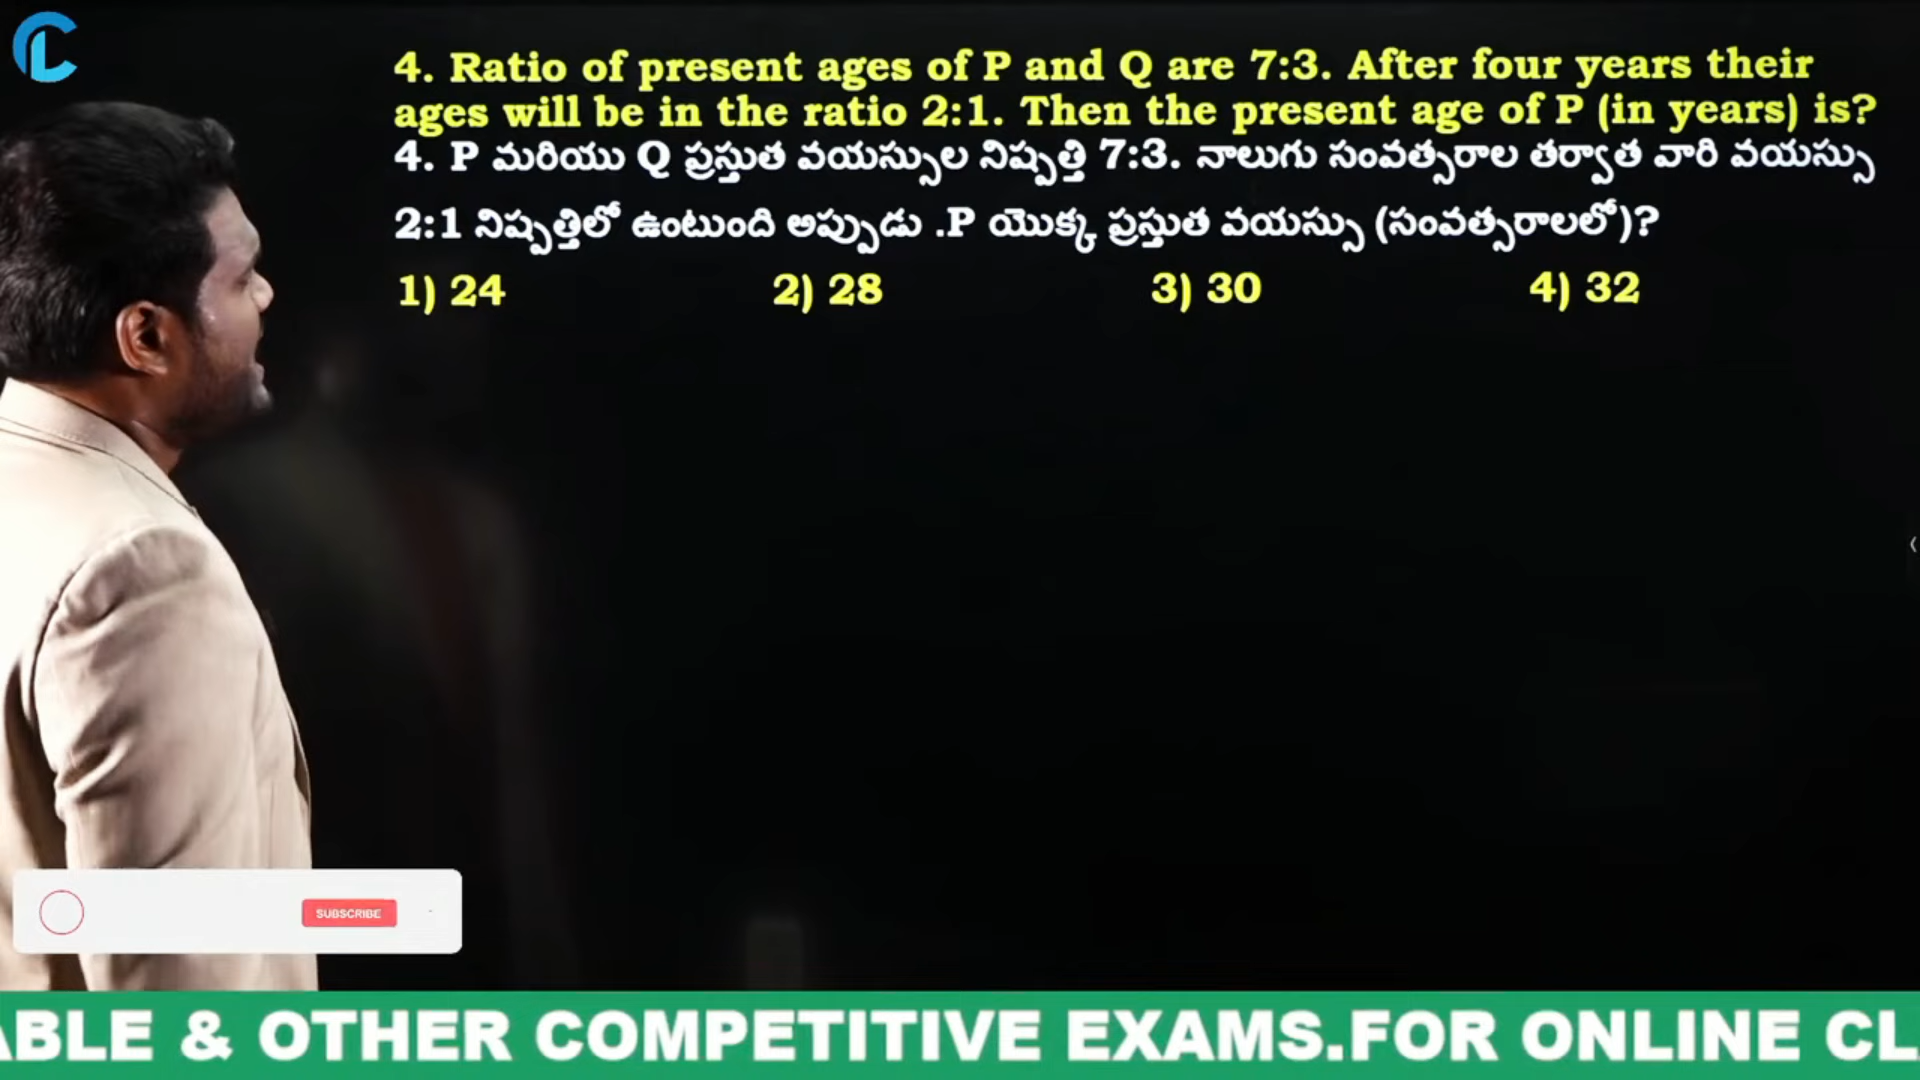 4. Ratio of present ages of P and Q are 7:3. After four years their
ages will be in the ratio 2:1. Then the present age of P (in years) is?
4. P మరియు Q ప్రస్తుత వయస్సుల నిష్పత్తి 7:3. నాలుగు సంవత్సరాల తర్వాత వారి వయస్సు
2:1 నిష్పత్తిలో ఉంటుంది అప్పుడు .P యొక్క ప్రస్తుత వయస్సు (సంవత్సరాలలో)?
1) 24 2) 28 3) 30 4) 32
SUBSCRIBE
ABLE & OTHER COMPETITIVE EXAMS.FOR ONLINE CL